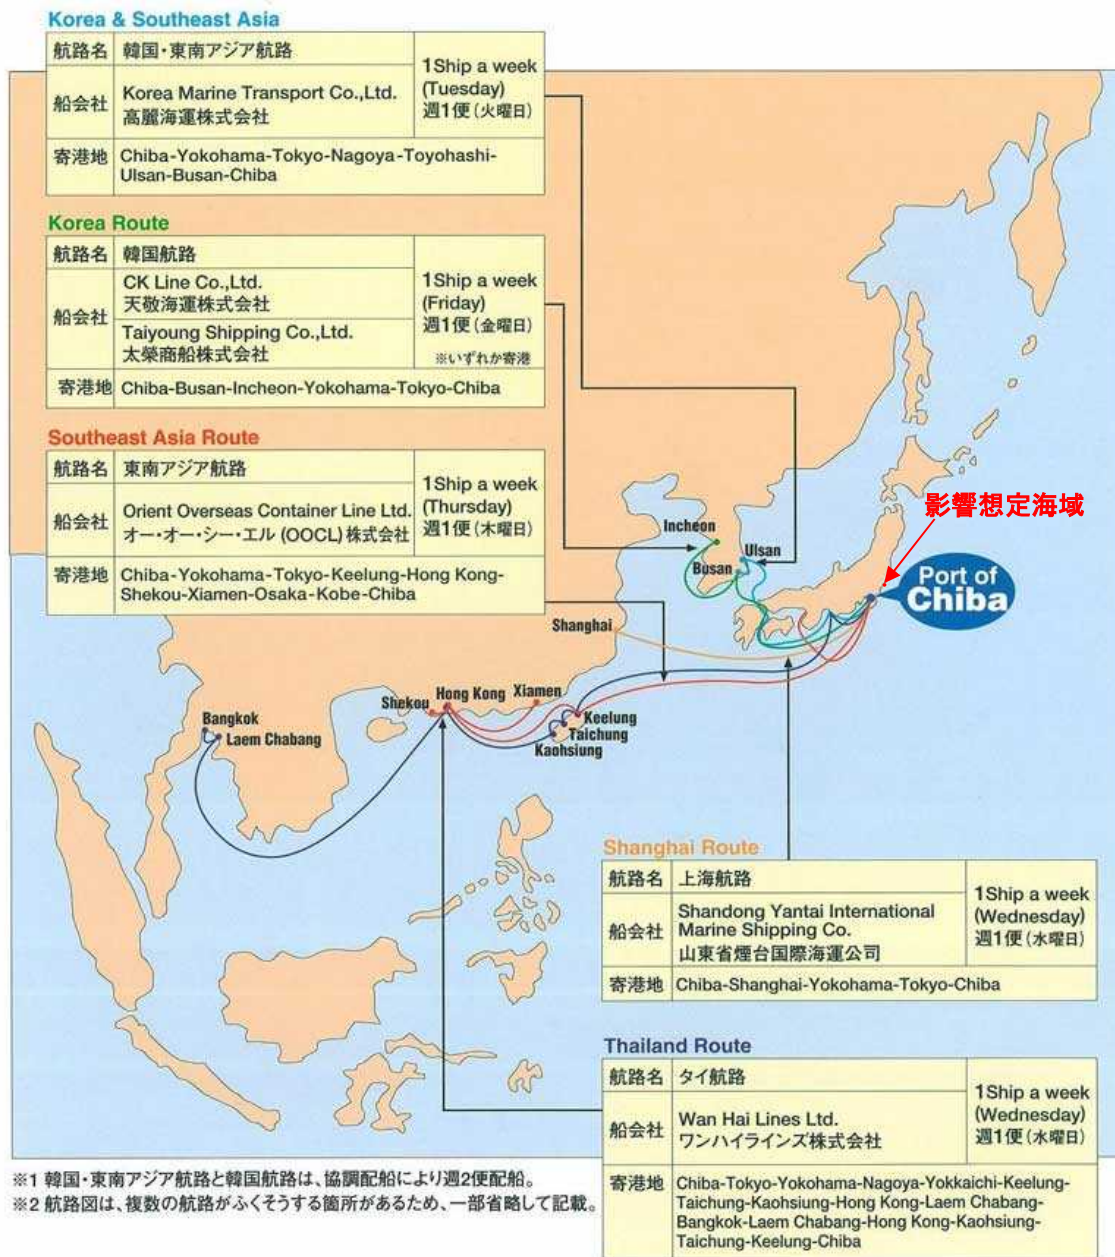 Korea & Southeast Asia
航路名 韓国・東南アジア航路
船会社 Korea Marine Transport Co.,Ltd.
高麗海運株式会社
1Ship a week
(Tuesday)
週1便(火曜日)
寄港地 Chiba-Yokohama-Tokyo-Nagoya-Toyohashi-
Ulsan-Busan-Chiba
Korea Route
航路名 韓国航路
船会社 CK Line Co.,Ltd.
天敬海運株式会社
Taiyoung Shipping Co.,Ltd.
太榮商船株式会社
1Ship a week
(Friday)
週1便(金曜日)
※いずれか寄港
寄港地 Chiba-Busan-Incheon-Yokohama-Tokyo-Chiba
Southeast Asia Route
航路名 東南アジア航路
船会社 Orient Overseas Container Line Ltd.
オー・オー・シー・エル (OOCL) 株式会社
1Ship a week
(Thursday)
週1便(木曜日)
寄港地 Chiba-Yokohama-Tokyo-Keelung-Hong Kong-
Shekou-Xiamen-Osaka-Kobe-Chiba
影響想定海域
Incheon
Ulsan
Busan
Port of
Chiba
Shanghai
Shekou
Hong Kong
Xiamen
Keelung
Taichung
Kaohsiung
Bangkok
Laem Chabang
Shanghai Route
航路名 上海航路
船会社 Shandong Yantai International
Marine Shipping Co.
山東省煙台国際海運公司
1Ship a week
(Wednesday)
週1便(水曜日)
寄港地 Chiba-Shanghai-Yokohama-Tokyo-Chiba
Thailand Route
航路名 タイ航路
船会社 Wan Hai Lines Ltd.
ワンハイラインズ株式会社
1Ship a week
(Wednesday)
週1便(水曜日)
寄港地 Chiba-Tokyo-Yokohama-Nagoya-Yokkaichi-Keelung-
Taichung-Kaohsiung-Hong Kong-Laem Chabang-
Bangkok-Laem Chabang-Hong Kong-Kaohsiung-
Taichung-Keelung-Chiba
※1 韓国・東南アジア航路と韓国航路は、協調配船により週2便配船。
※2 航路図は、複数の航路がふくそうする箇所があるため、一部省略して記載。